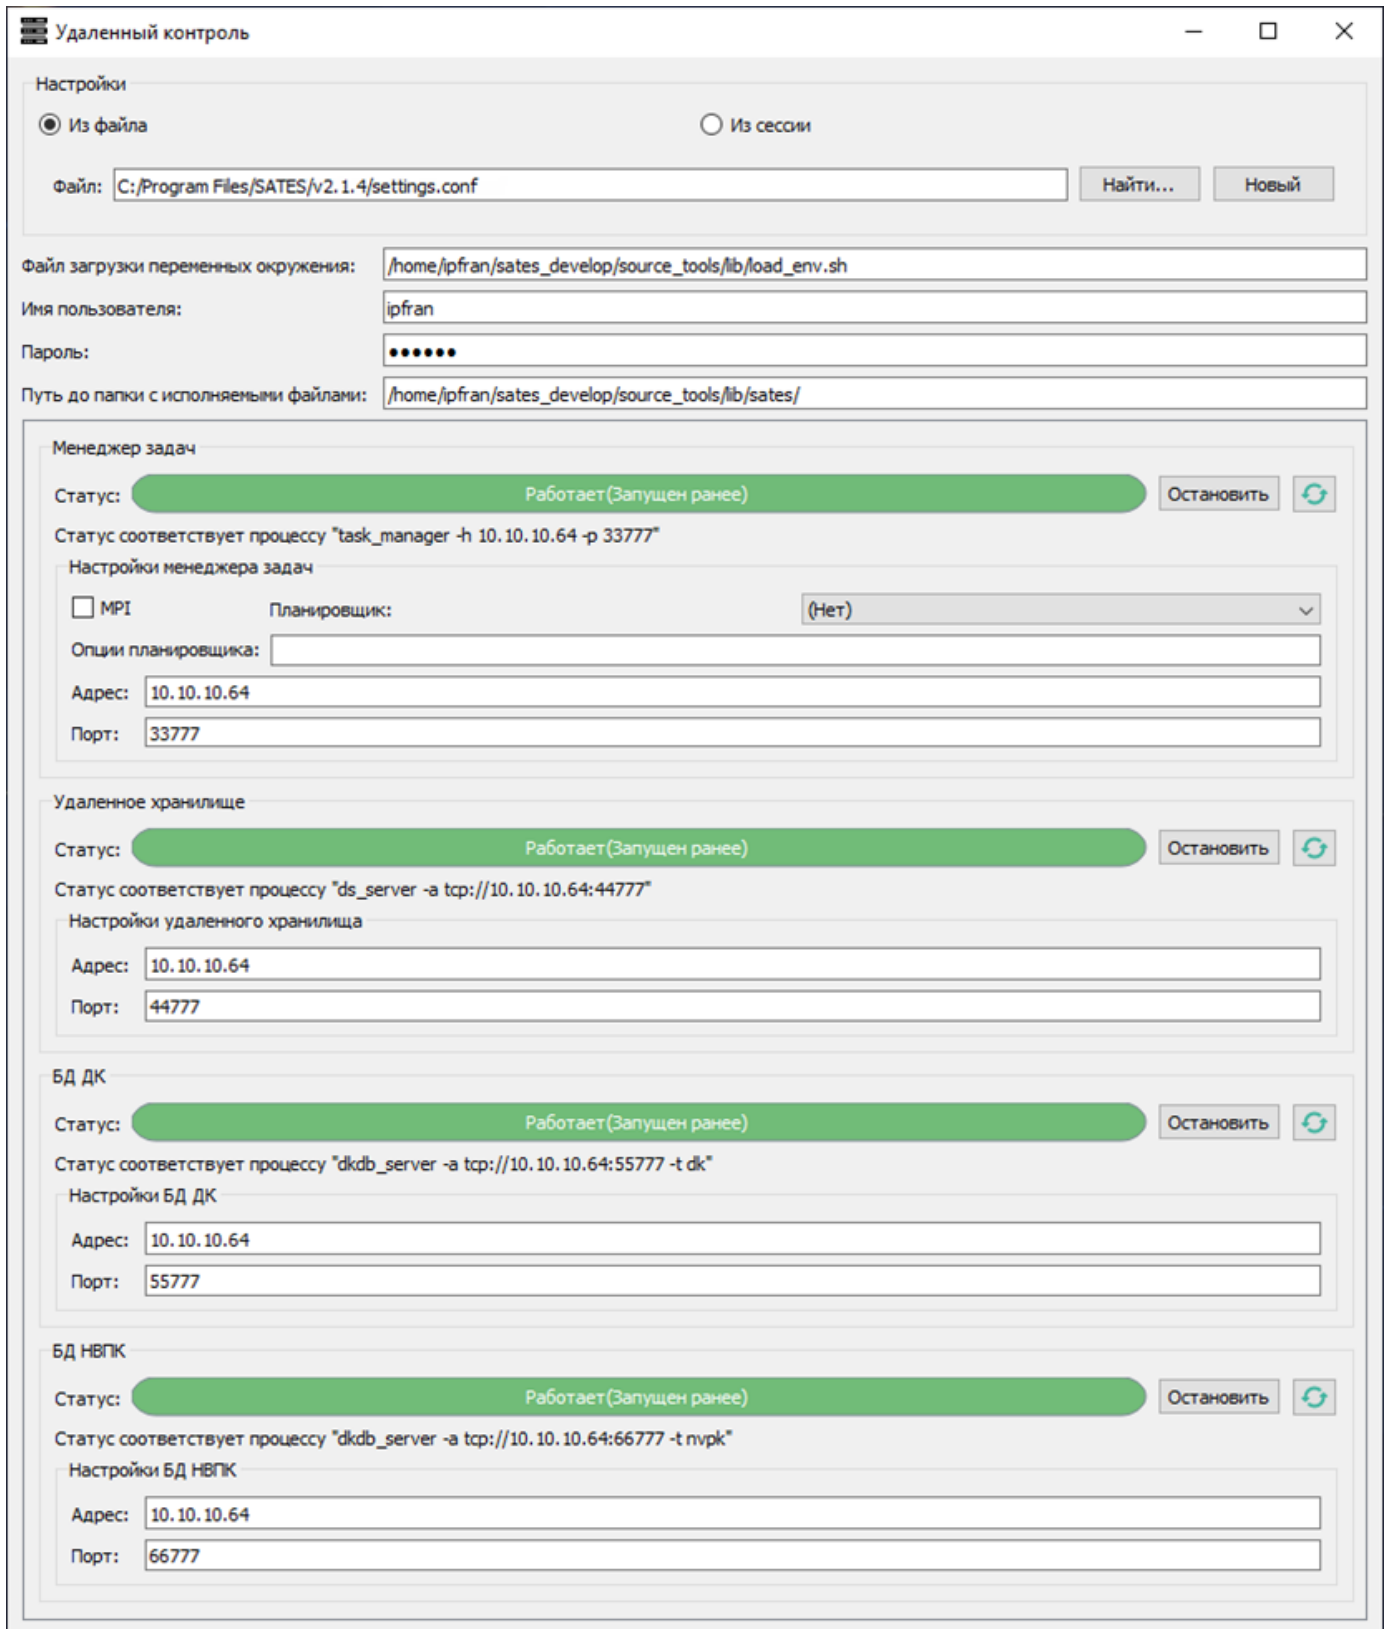 Удаленный контроль
Настройки
Из файла Из сессии
Файл: C:/Program Files/SATES/v2.1.4/settings.conf Найти... Новый
Файл загрузки переменных окружения: /home/ipfran/sates_develop/source_tools/lib/load_env.sh
Имя пользователя: ipfran
Пароль: ●●●●●●
Путь до папки с исполняемыми файлами: /home/ipfran/sates_develop/source_tools/lib/sates/
Менеджер задач
Статус: Работает(Запущен ранее) Остановить
Статус соответствует процессу "task_manager -h 10.10.10.64 -p 33777"
Настройки менеджера задач
MPI Планировщик: (Нет)
Опции планировщика:
Адрес: 10.10.10.64
Порт: 33777
Удаленное хранилище
Статус: Работает(Запущен ранее) Остановить
Статус соответствует процессу "ds_server -a tcp://10.10.10.64:44777"
Настройки удаленного хранилища
Адрес: 10.10.10.64
Порт: 44777
БД ДК
Статус: Работает(Запущен ранее) Остановить
Статус соответствует процессу "dkdb_server -a tcp://10.10.10.64:55777 -t dk"
Настройки БД ДК
Адрес: 10.10.10.64
Порт: 55777
БД НВПК
Статус: Работает(Запущен ранее) Остановить
Статус соответствует процессу "dkdb_server -a tcp://10.10.10.64:66777 -t nvpk"
Настройки БД НВПК
Адрес: 10.10.10.64
Порт: 66777